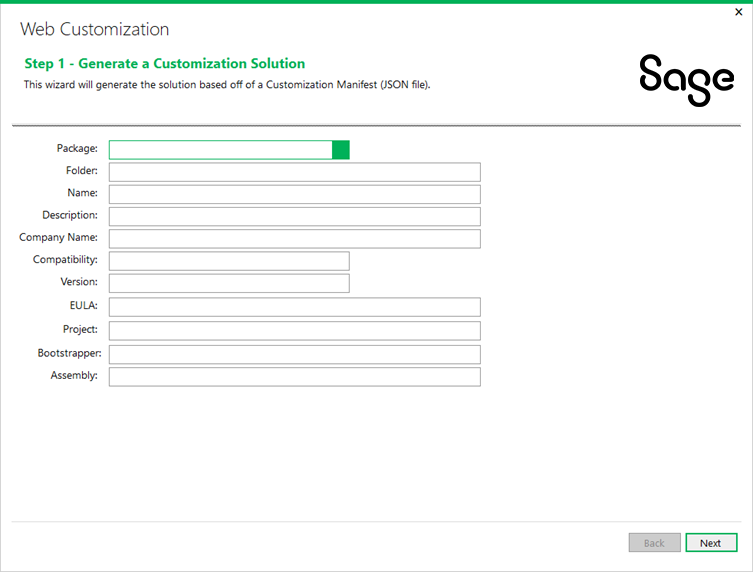 Web Customization
Step 1 - Generate a Customization Solution
This wizard will generate the solution based off of a Customization Manifest (JSON file).
Sage
Package:
Folder:
Name:
Description:
Company Name:
Compatibility:
Version:
EULA:
Project:
Bootstrapper:
Assembly:
Back
Next